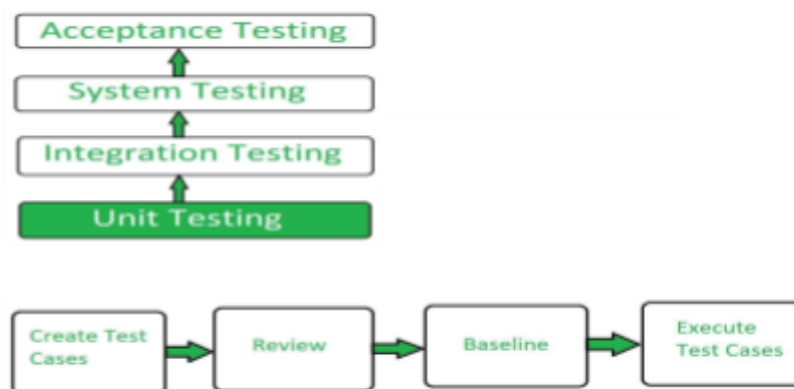 Acceptance Testing
System Testing
Integration Testing
Unit Testing
Create Test
Cases
Review
Baseline
Execute
Test Cases